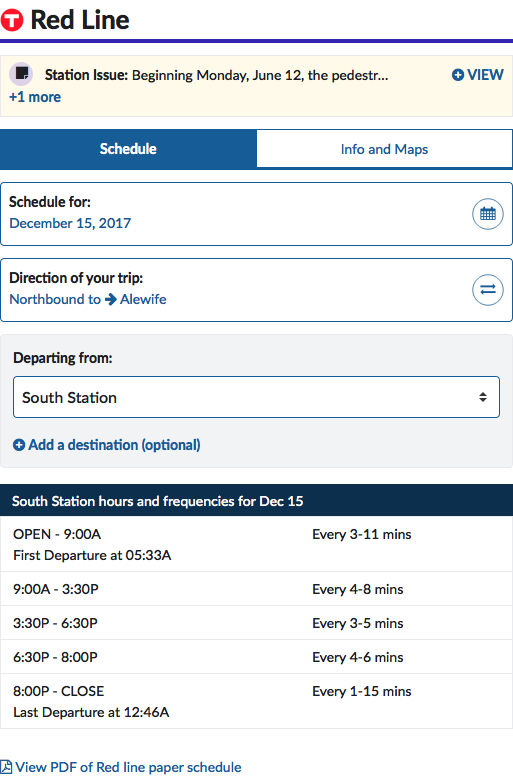 T Red Line
Station Issue: Beginning Monday, June 12, the pedestr...
VIEW
+1 more
Schedule
Info and Maps
Schedule for:
December 15, 2017
Direction of your trip:
Northbound to Alewife
Departing from:
South Station
Add a destination (optional)
South Station hours and frequencies for Dec 15
OPEN - 9:00A Every 3-11 mins
First Departure at 05:33A
9:00A - 3:30P Every 4-8 mins
3:30P - 6:30P Every 3-5 mins
6:30P - 8:00P Every 4-6 mins
8:00P - CLOSE Every 1-15 mins
Last Departure at 12:46A
View PDF of Red line paper schedule